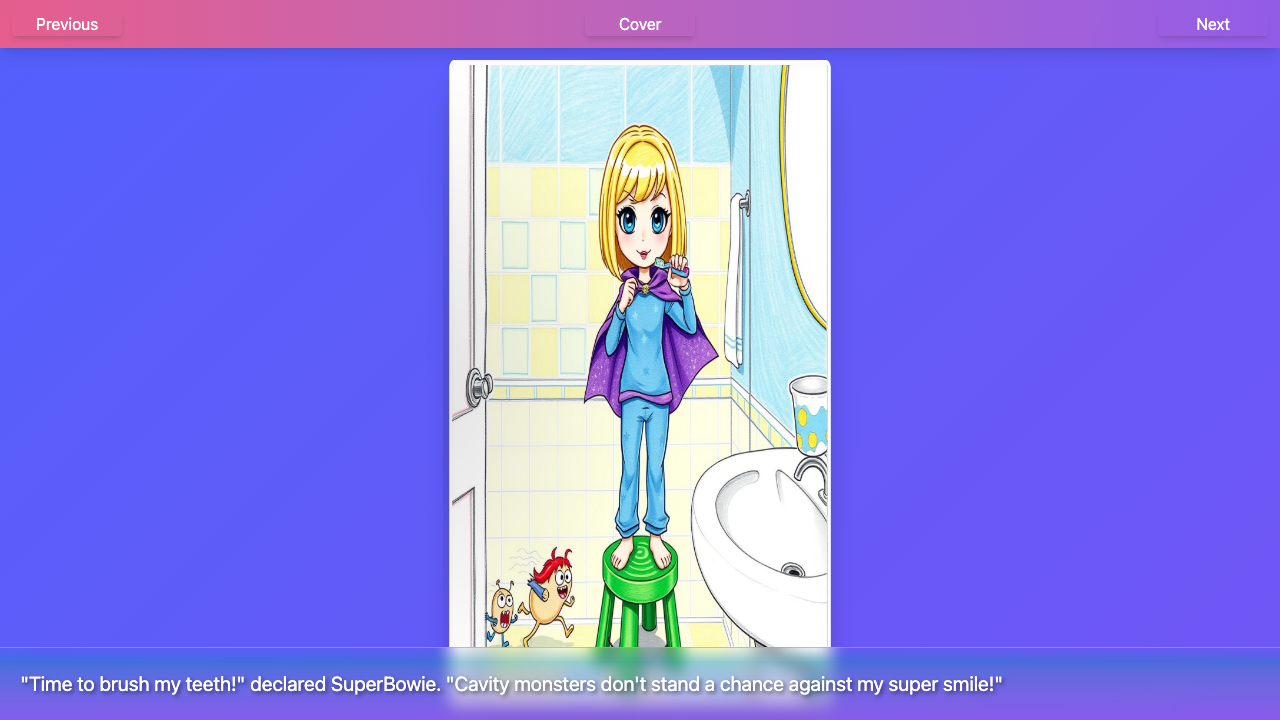 Previous
Cover
Next
"Time to brush my teeth!" declared SuperBowie. "Cavity monsters don't stand a chance against my super smile!"